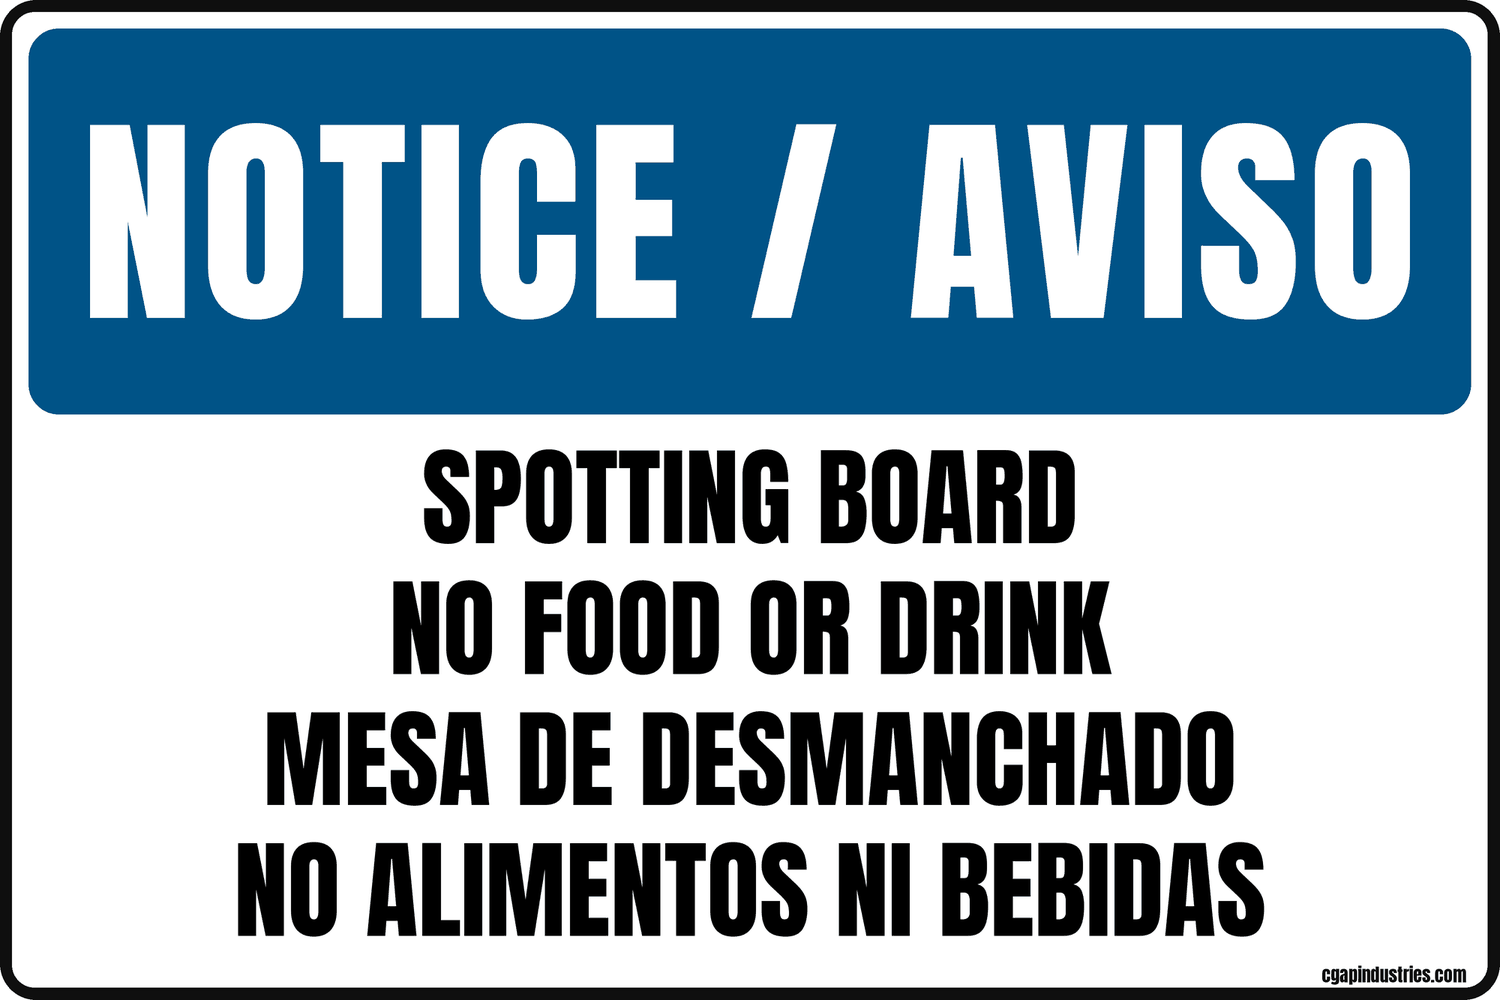 NOTICE / AVISO
SPOTTING BOARD
NO FOOD OR DRINK
MESA DE DESMANCHADO
NO ALIMENTOS NI BEBIDAS
cgapindustries.com